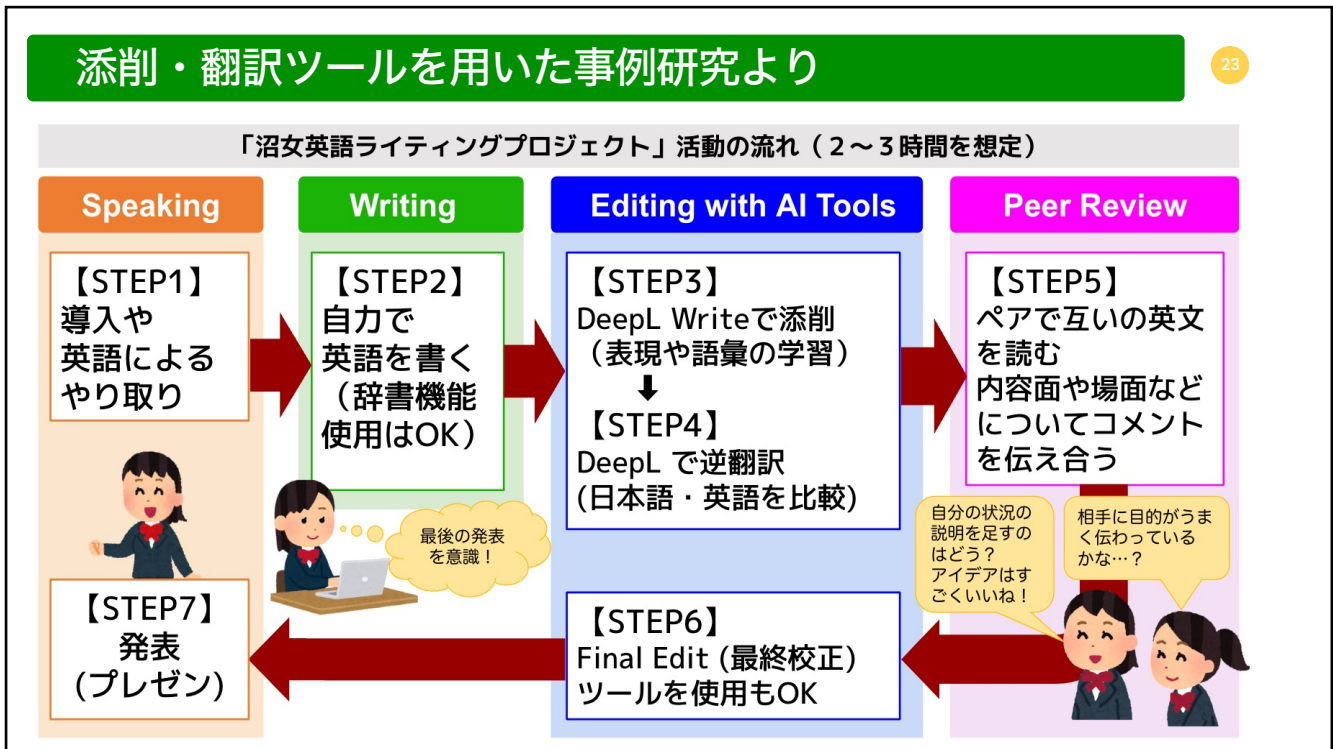 添削・翻訳ツールを用いた事例研究より
23
「沼女英語ライティングプロジェクト」活動の流れ（２～３時間を想定）
Speaking
【STEP1】
導入や
英語による
やり取り
Writing
【STEP2】
自力で
英語を書く
（辞書機能
使用はOK）
最後の発表
を意識！
Editing with AI Tools
【STEP3】
DeepL Writeで添削
（表現や語彙の学習）
⬇
【STEP4】
DeepL で逆翻訳
(日本語・英語を比較)
Peer Review
【STEP5】
ペアで互いの英文
を読む
内容面や場面など
についてコメント
を伝え合う
自分の状況の
説明を足すの
はどう？
アイデアはす
ごくいいね！
相手に目的がうま
く伝わっている
かな…？
【STEP6】
Final Edit (最終校正)
ツールを使用もOK
【STEP7】
発表
(プレゼン)